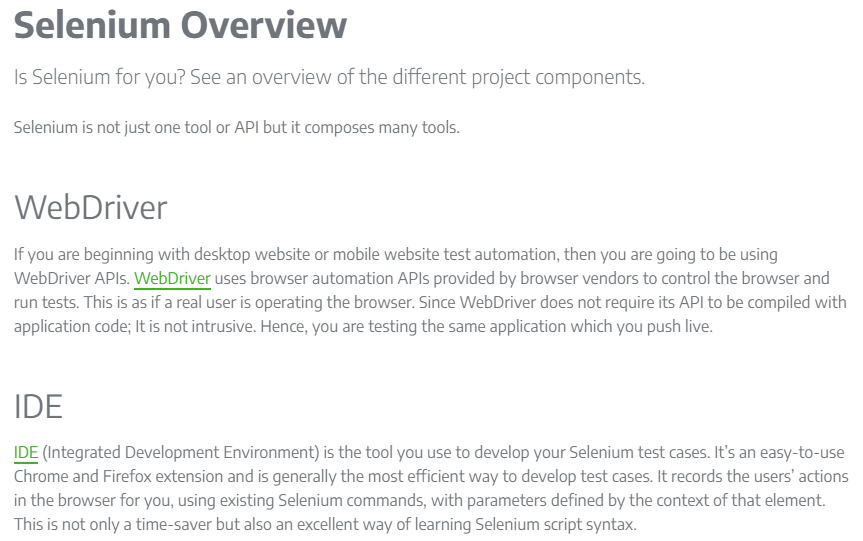 Selenium Overview
Is Selenium for you? See an overview of the different project components.
Selenium is not just one tool or API but it composes many tools.
WebDriver
If you are beginning with desktop website or mobile website test automation, then you are going to be using
WebDriver APIs. WebDriver uses browser automation APIs provided by browser vendors to control the browser and
run tests. This is as if a real user is operating the browser. Since WebDriver does not require its API to be compiled with
application code; It is not intrusive. Hence, you are testing the same application which you push live.
IDE
IDE (Integrated Development Environment) is the tool you use to develop your Selenium test cases. It’s an easy-to-use
Chrome and Firefox extension and is generally the most efficient way to develop test cases. It records the users’ actions
in the browser for you, using existing Selenium commands, with parameters defined by the context of that element.
This is not only a time-saver but also an excellent way of learning Selenium script syntax.